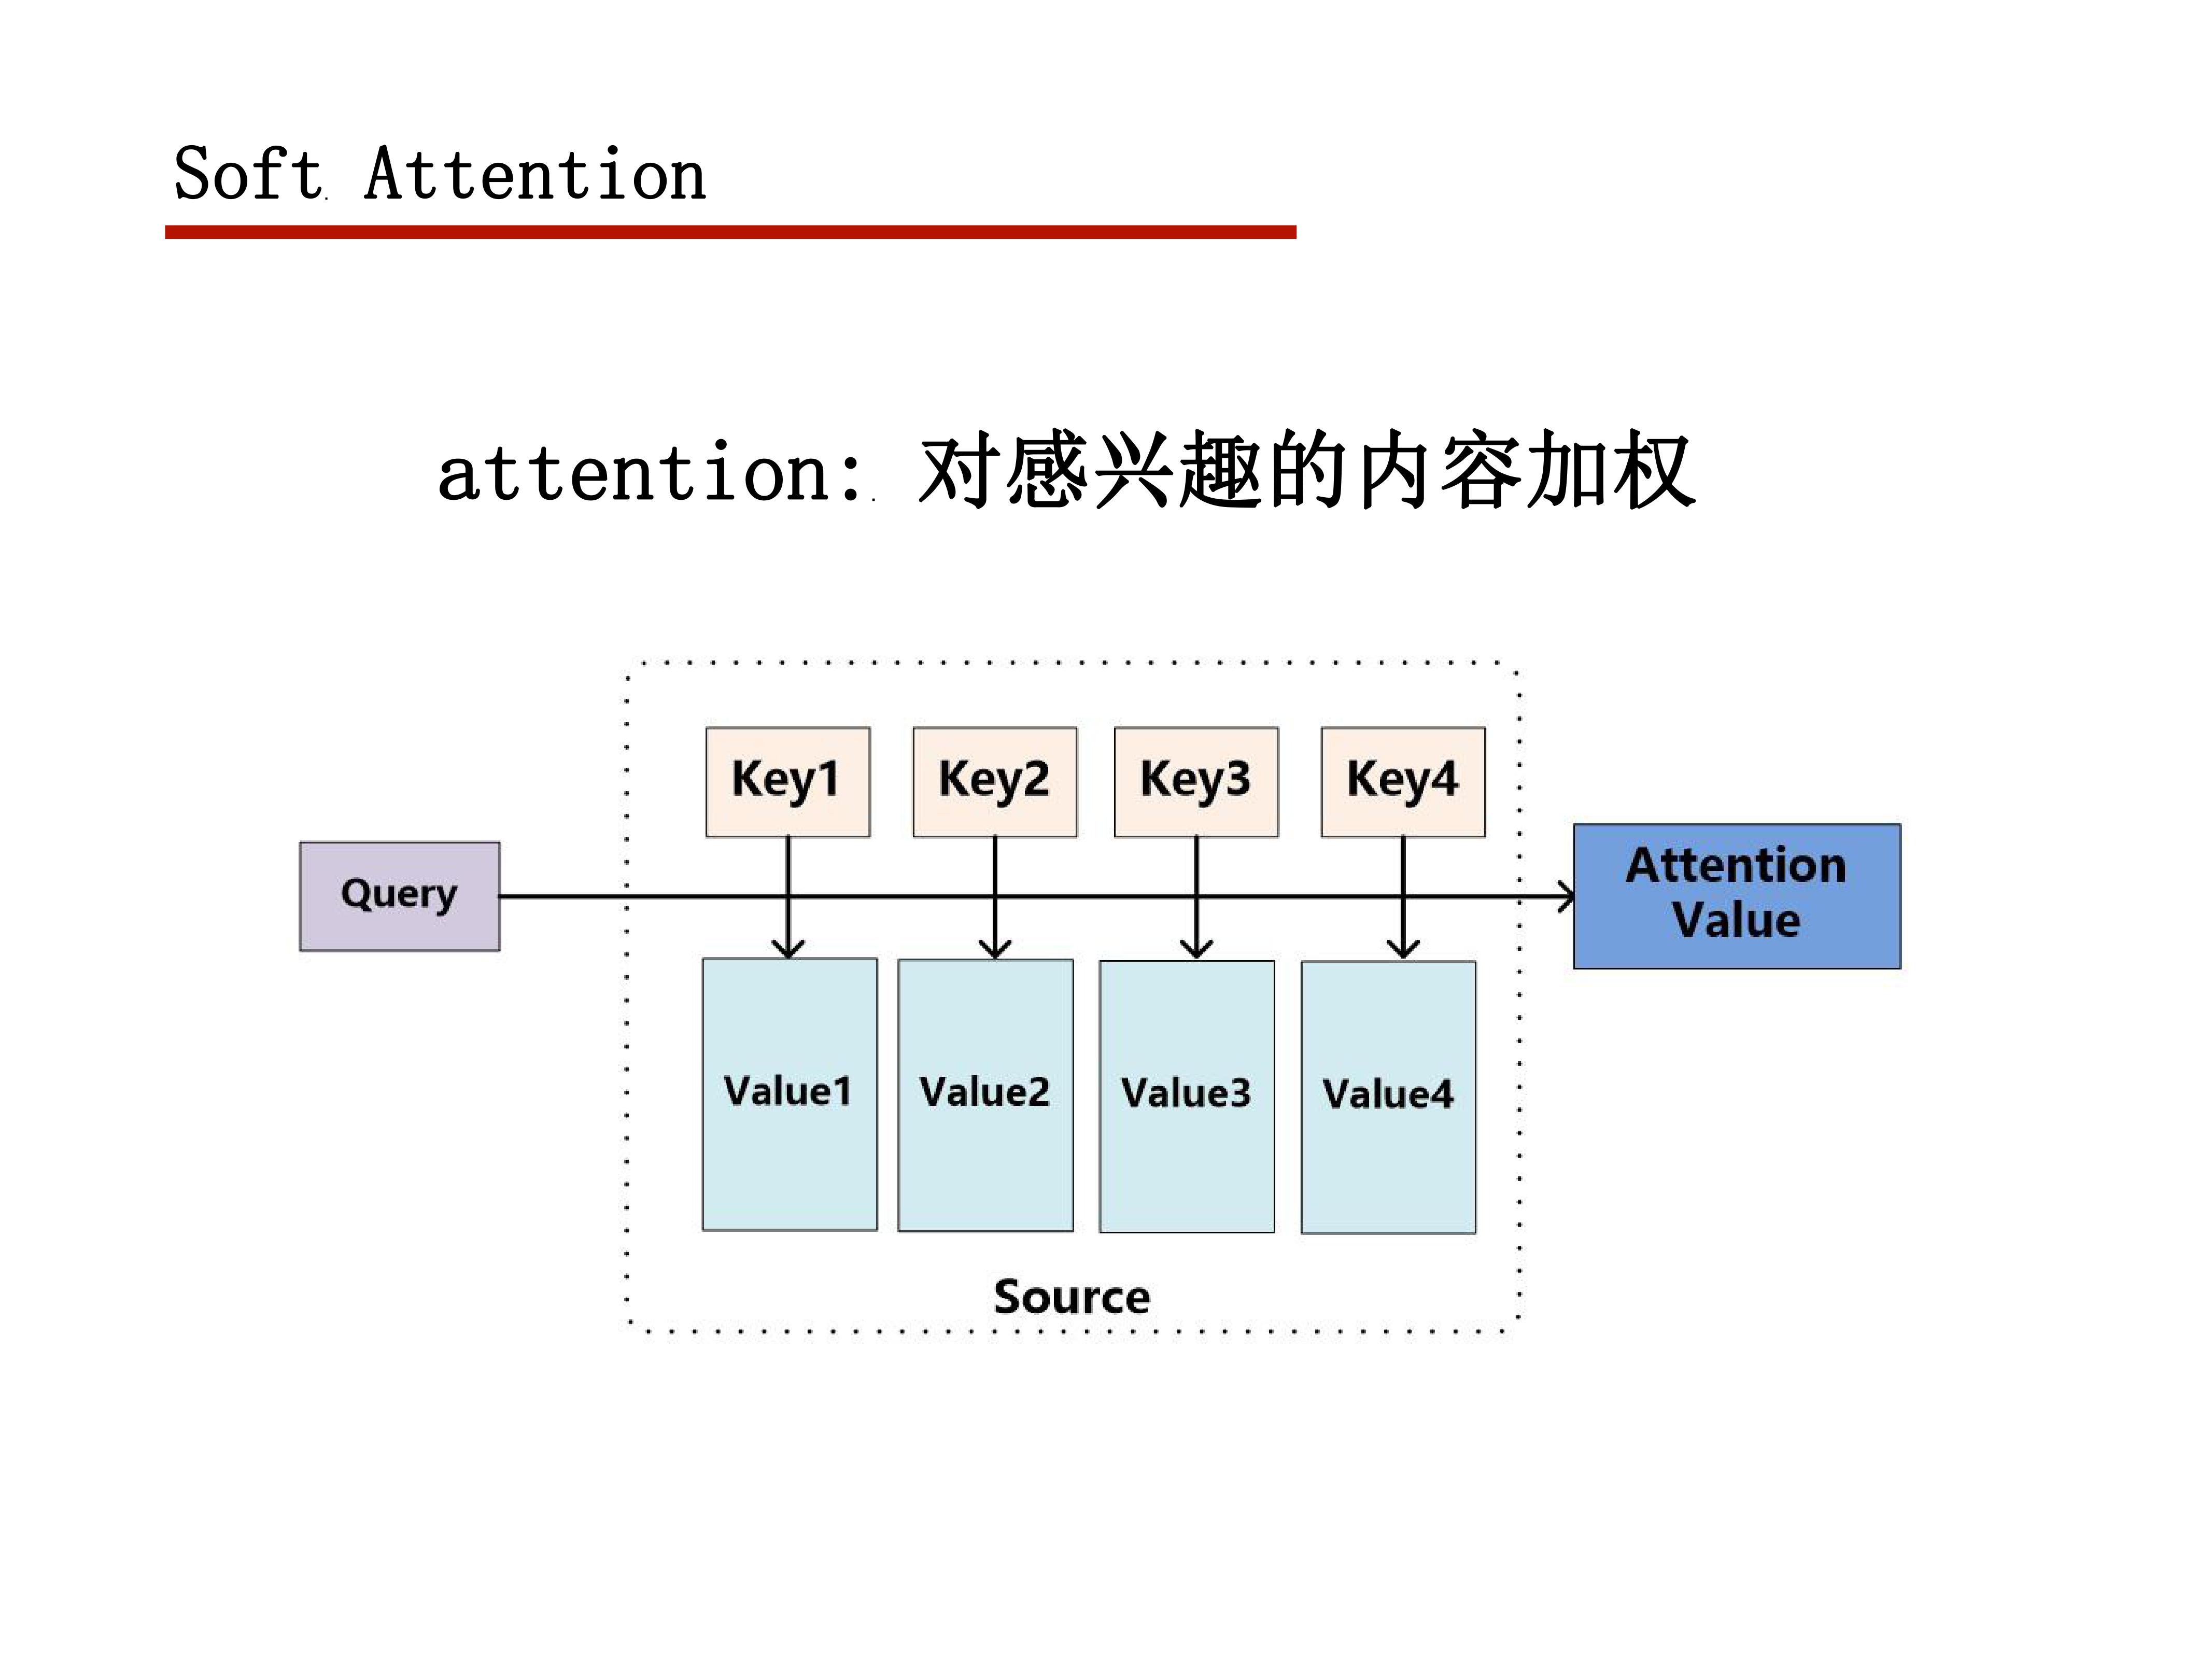 Soft Attention
attention: 对感兴趣的内容加权
Key1 Key2 Key3 Key4
Query
Attention
Value
Value1 Value2 Value3 Value4
Source